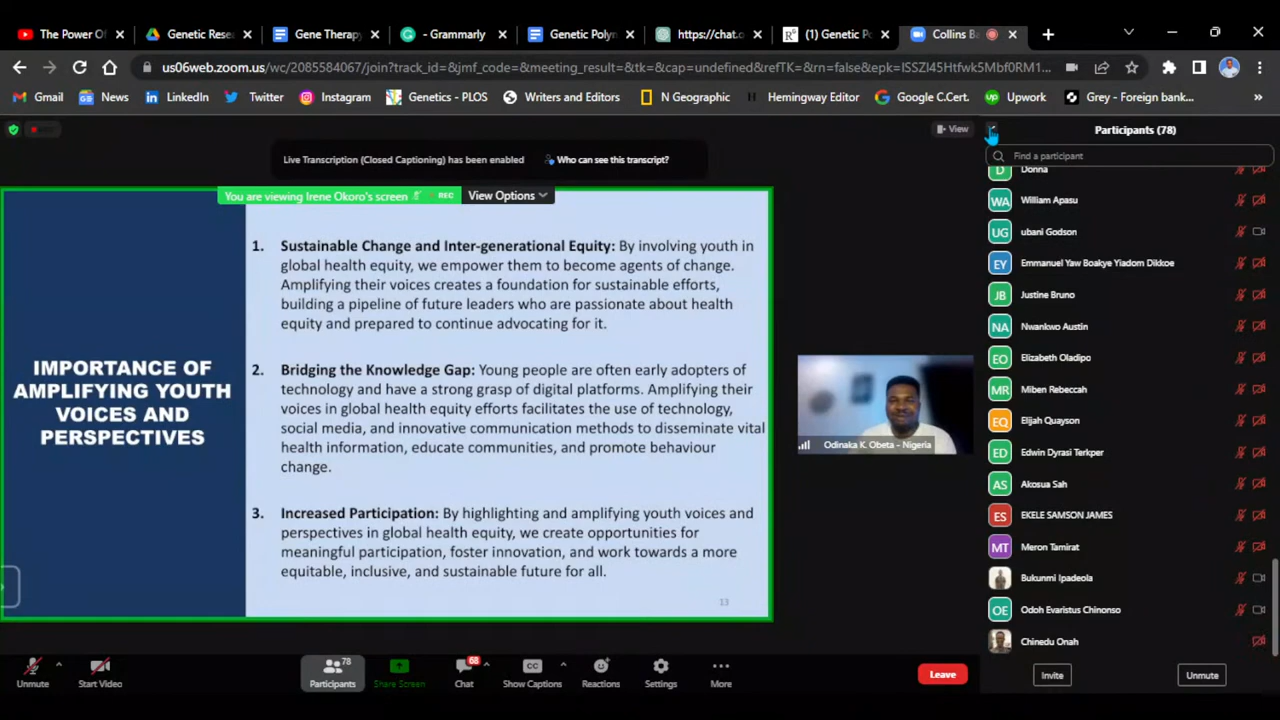 The Power Of
Genetic Resea
Gene Therapy
- Grammarly
Genetic Polyn
https://chat.o
(1) Genetic Po
Collins Ba
us06web.zoom.us/wc/2085584067/join?track_id=&jmf_code=&meeting_result=&tk=&cap=undefined&refTK=&rn=false&epk=ISSZI45Htfwk5Mbf0RM1...
Gmail
News
LinkedIn
Twitter
Instagram
Genetics - PLOS
Writers and Editors
N Geographic
Hemingway Editor
Google C.Cert.
Upwork
Grey - Foreign bank...
»
View
Live Transcription (Closed Captioning) has been enabled
Who can see this transcript?
You are viewing Irene Okoro's screen
REC
View Options
IMPORTANCE OF
AMPLIFYING YOUTH
VOICES AND
PERSPECTIVES
1. Sustainable Change and Inter-generational Equity: By involving youth in
global health equity, we empower them to become agents of change.
Amplifying their voices creates a foundation for sustainable efforts,
building a pipeline of future leaders who are passionate about health
equity and prepared to continue advocating for it.
2. Bridging the Knowledge Gap: Young people are often early adopters of
technology and have a strong grasp of digital platforms. Amplifying their
voices in global health equity efforts facilitates the use of technology,
social media, and innovative communication methods to disseminate vital
health information, educate communities, and promote behaviour
change.
3. Increased Participation: By highlighting and amplifying youth voices and
perspectives in global health equity, we create opportunities for
meaningful participation, foster innovation, and work towards a more
equitable, inclusive, and sustainable future for all.
13
Odinaka K. Obeta - Nigeria
Participants (78)
Find a participant
D Donna
WA William Apasu
UG ubani Godson
EY Emmanuel Yaw Boakye Yiadom Dikkoe
JB Justine Bruno
NA Nwankwo Austin
EO Elizabeth Oladipo
MR Miben Rebeccah
EQ Elijah Quayson
ED Edwin Dyrasi Terkper
AS Akosua Sah
ES EKELE SAMSON JAMES
MT Meron Tamirat
Bukunmi Ipadeola
OE Odoh Evaristus Chinonso
Chinedu Onah
Invite
Unmute
Unmute
Start Video
78
Participants
Share Screen
68
Chat
CC
Show Captions
Reactions
Settings
More
Leave